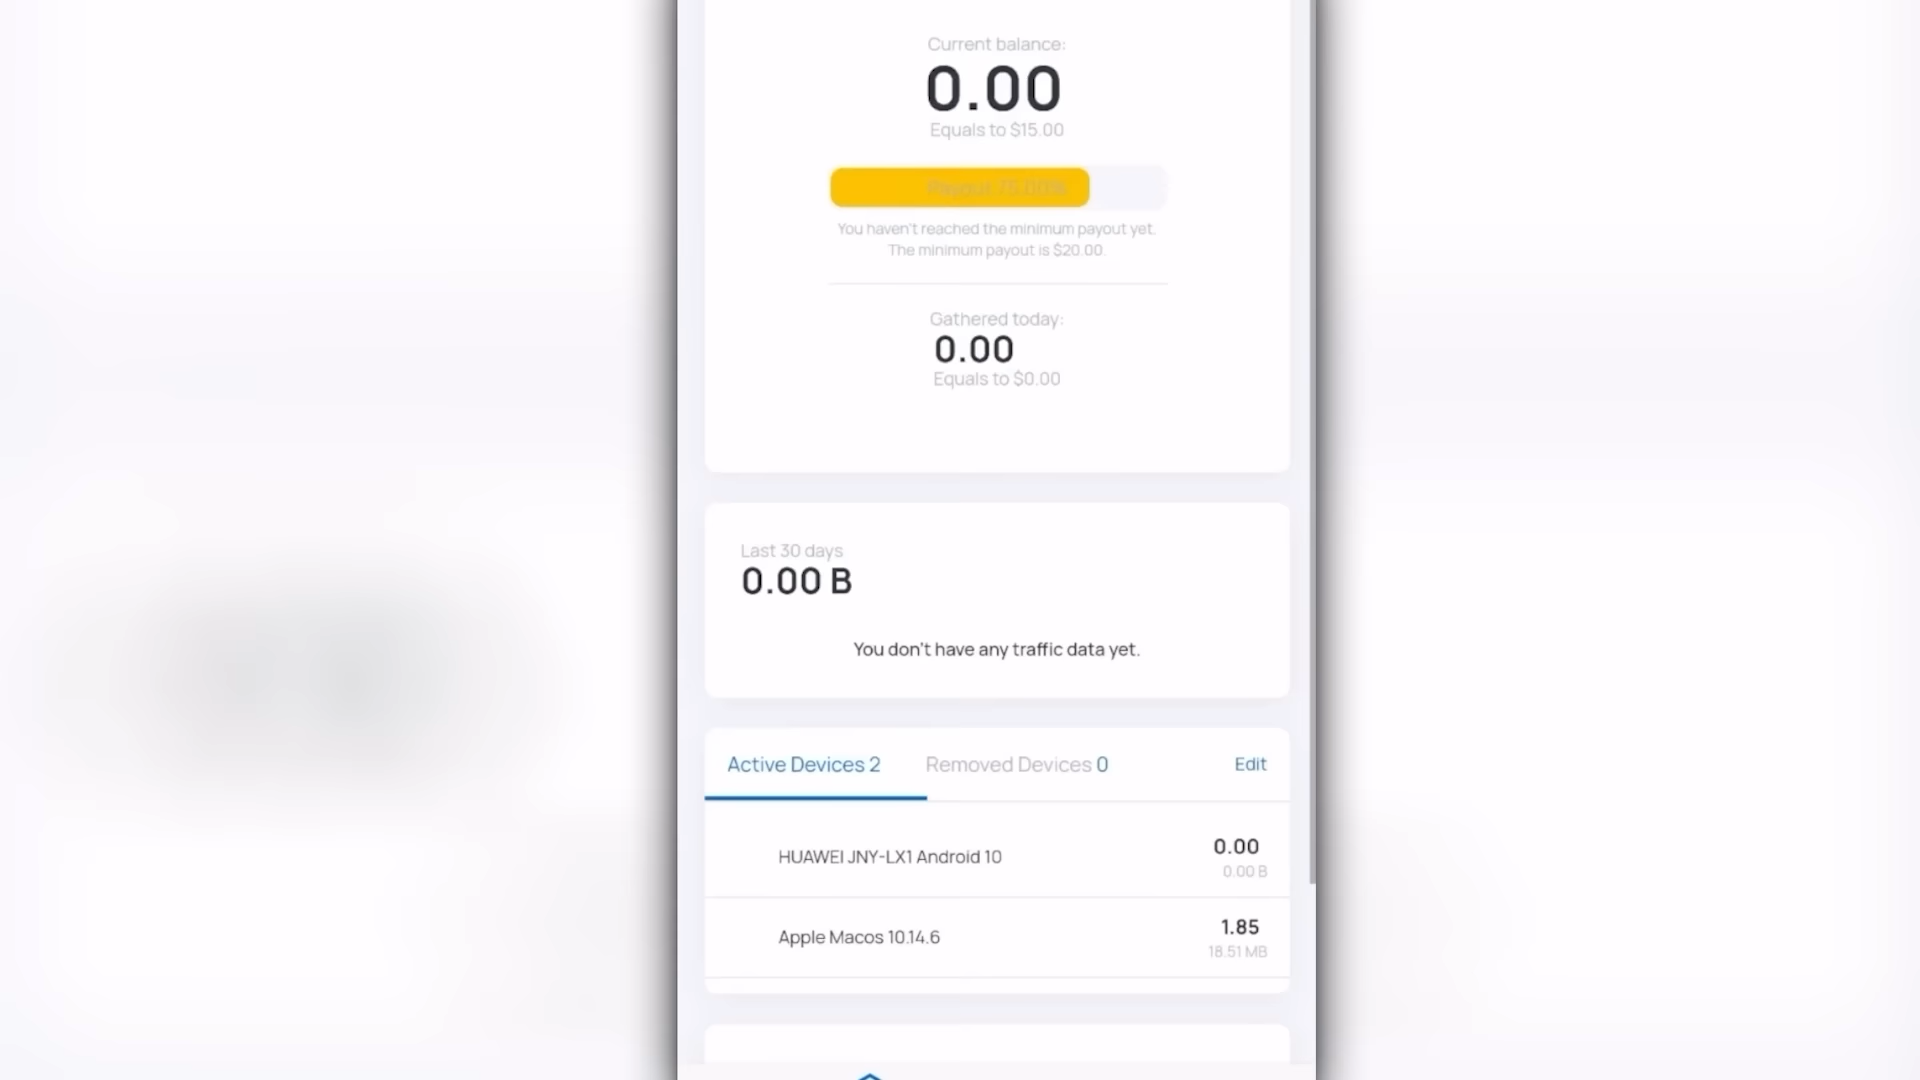 Current balance:
0.00
Equals to $15.00
Payout 75.00%
You haven't reached the minimum payout yet.
The minimum payout is $20.00.
Gathered today:
0.00
Equals to $0.00
Last 30 days
0.00 B
You don't have any traffic data yet.
Active Devices 2
Removed Devices 0
Edit
HUAWEI JNY-LX1 Android 10
0.00
0.00 B
Apple Macos 10.14.6
1.85
18.51 MB